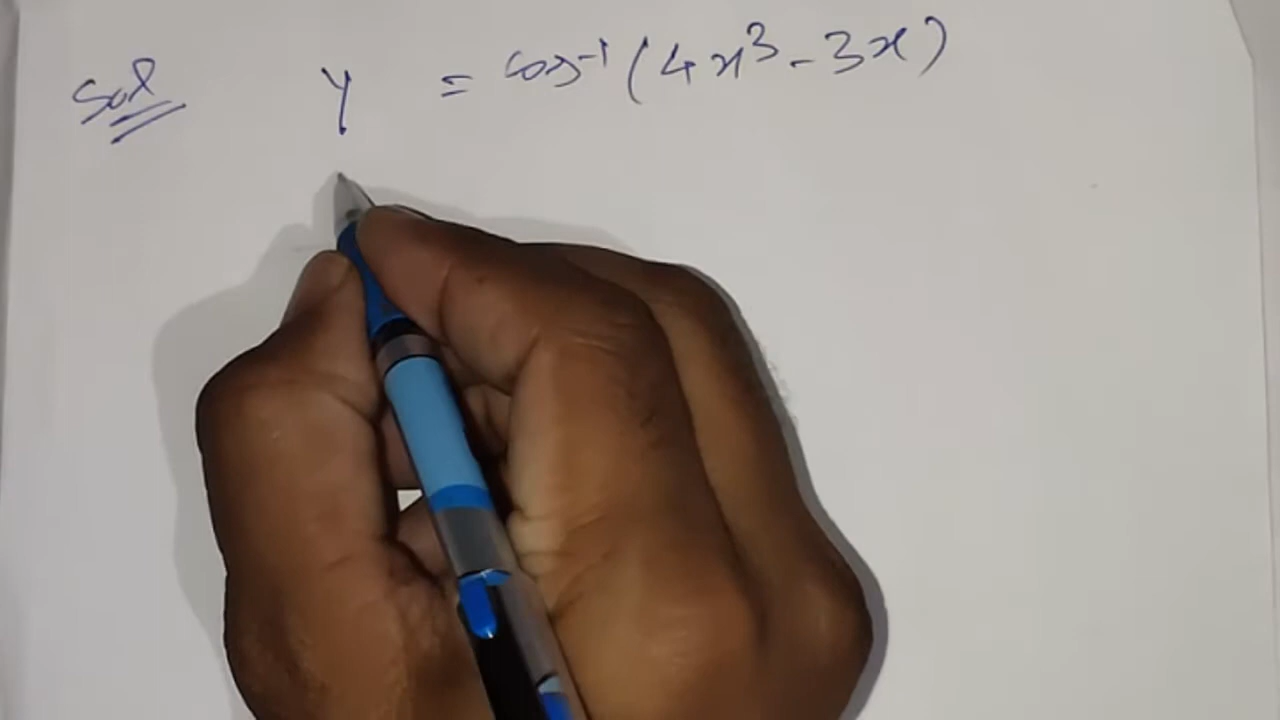 Sol y = cos⁻¹ (4x³ - 3x)